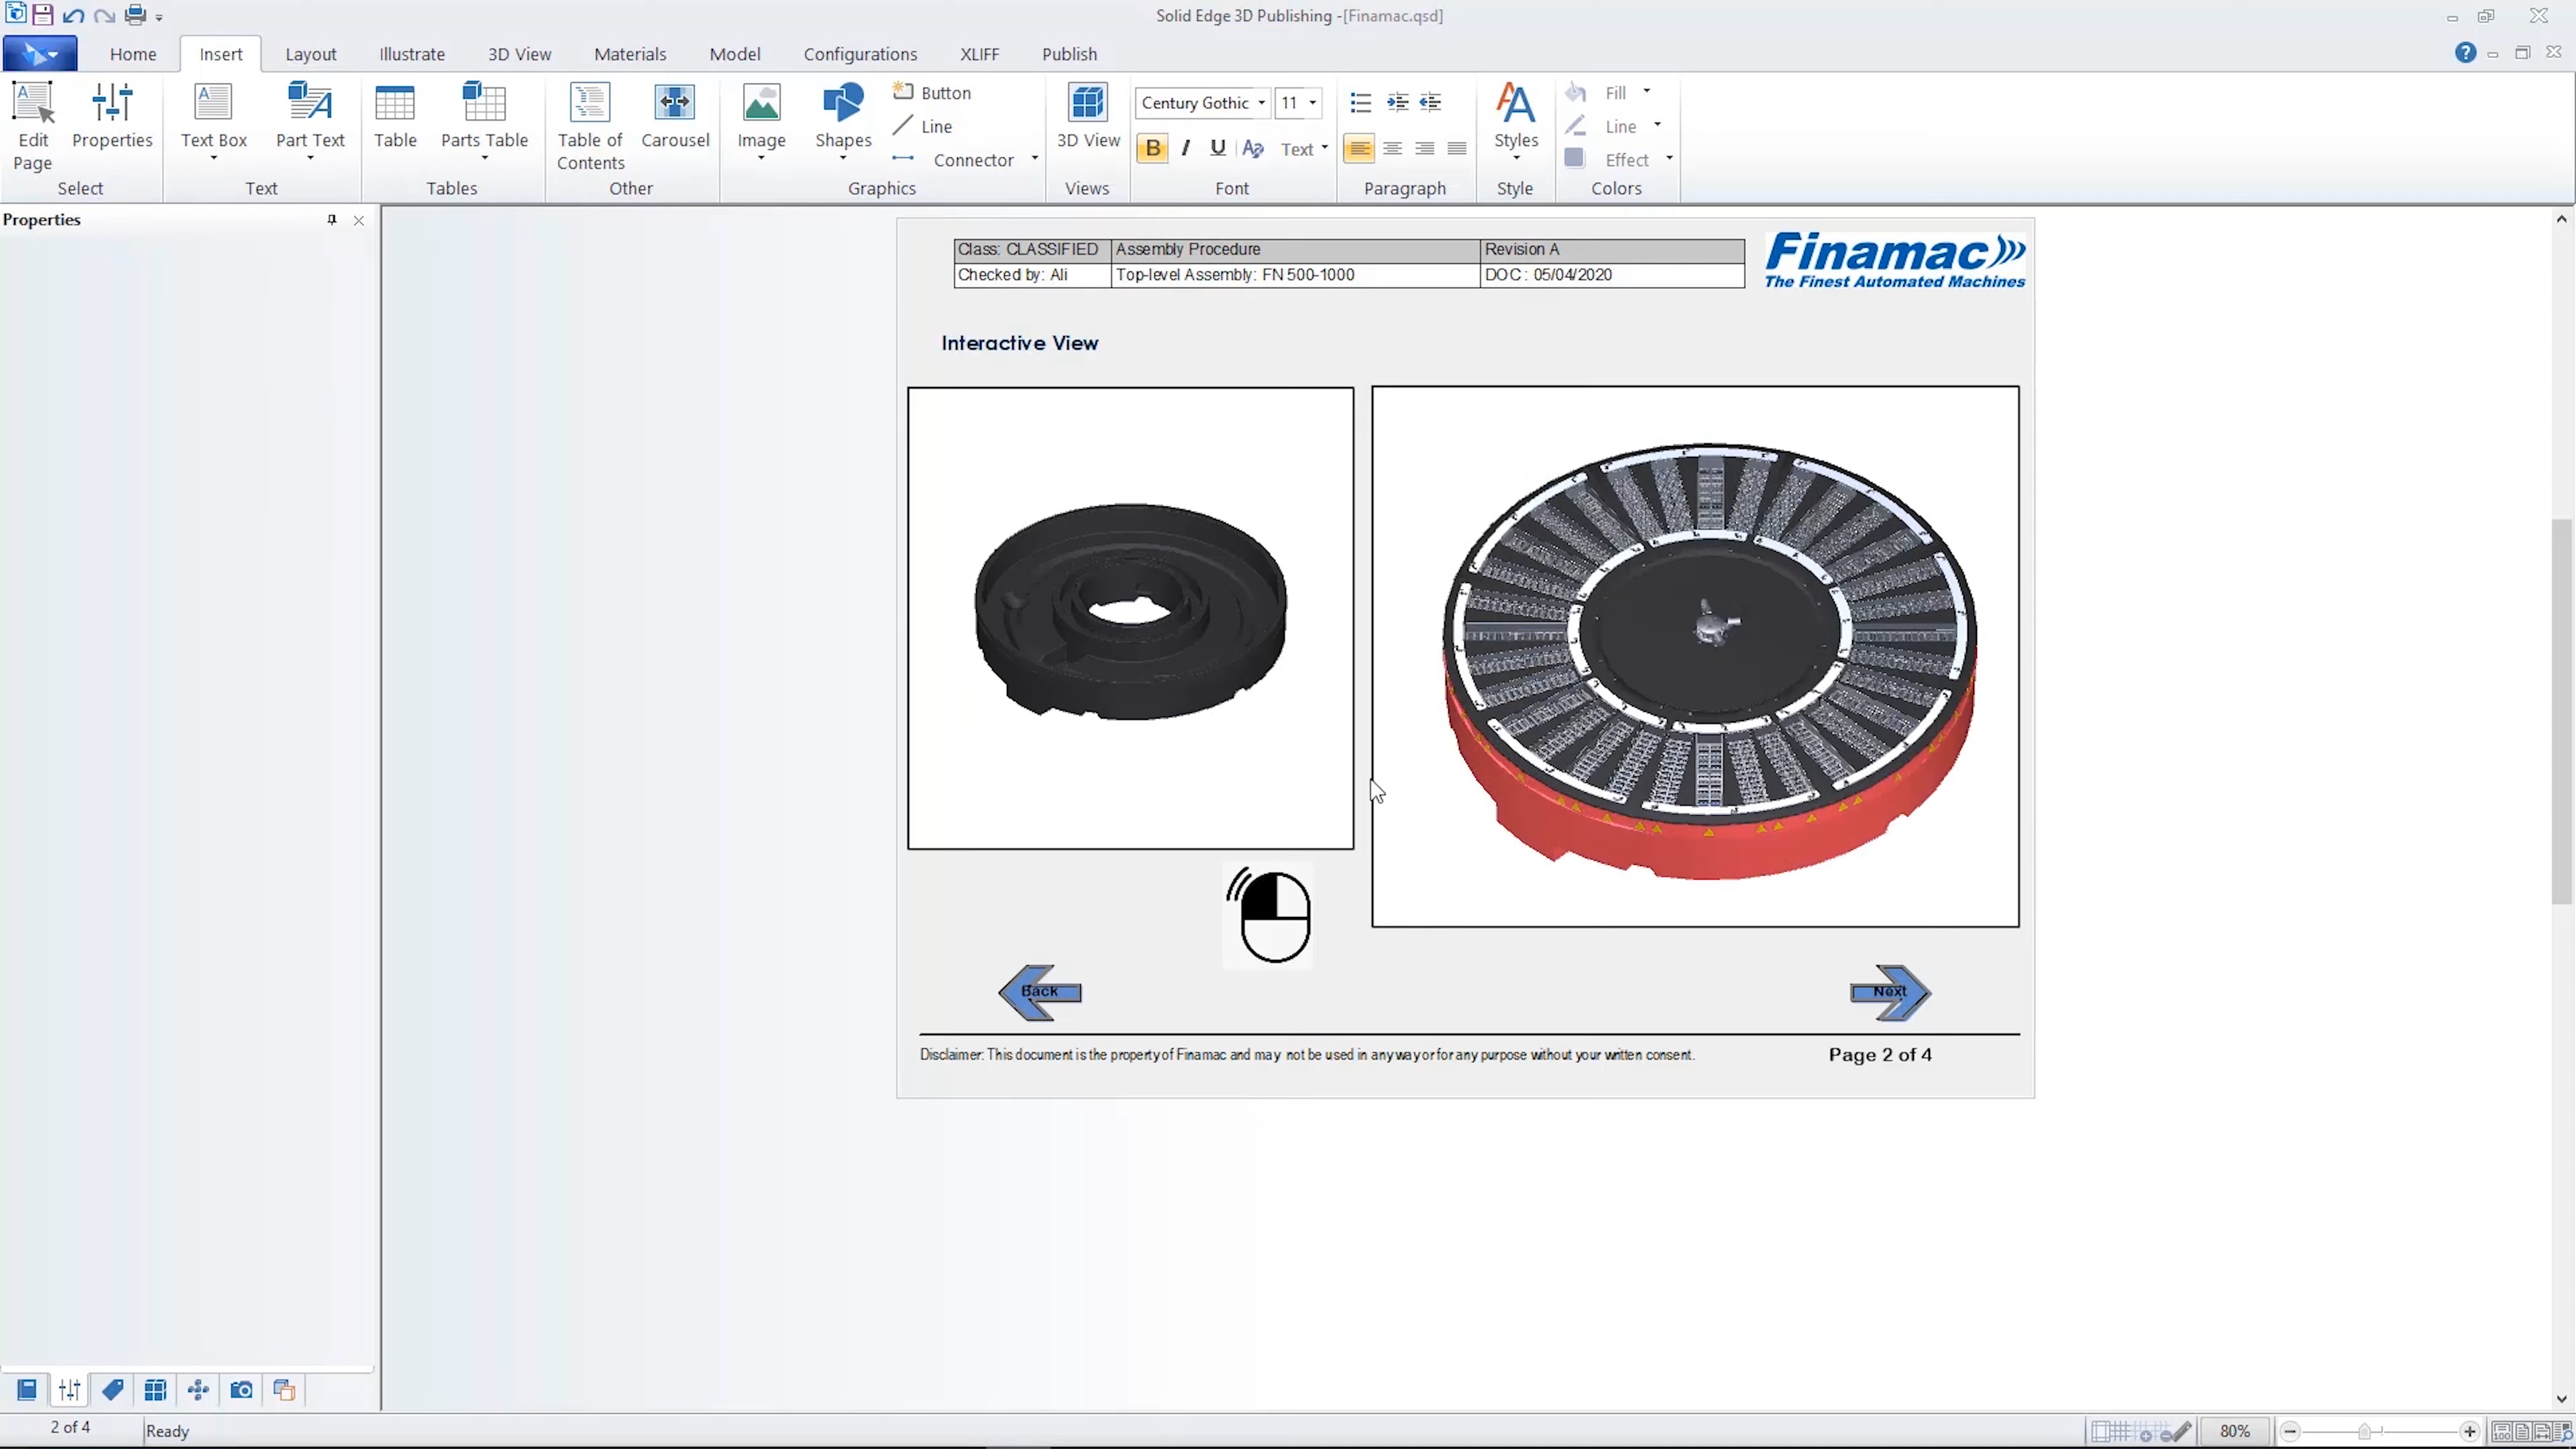 Solid Edge 3D Publishing -[Finamac.qsd]
Home Insert Layout Illustrate 3D View Materials Model Configurations XLIFF Publish
Edit Page
Properties
Select
Text Box
Part Text
Text
Table
Parts Table
Tables
Table of Contents
Carousel
Other
Image
Shapes
Button
Line
Connector
Graphics
3D View
Views
Century Gothic 11
B I U Text
Font
Paragraph
Styles
Style
Fill
Line
Effect
Colors
Properties
Class: CLASSIFIED Assembly Procedure Revision A
Checked by: Ali Top-level Assembly: FN 500-1000 DOC : 05/04/2020
Finamac
The Finest Automated Machines
Interactive View
Back
Next
Disclaimer: This document is the property of Finamac and may not be used in any way or for any purpose without your written consent.
Page 2 of 4
2 of 4 Ready 80%